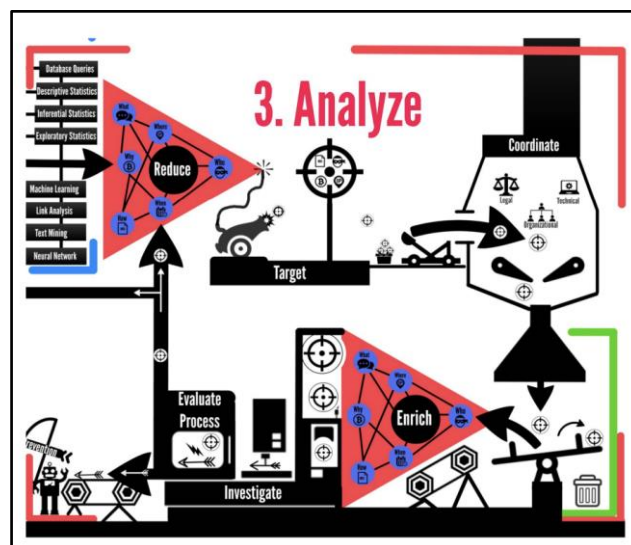 3. Analyze
Database Queries
Descriptive Statistics
Inferential Statistics
Exploratory Statistics
Machine Learning
Link Analysis
Text Mining
Neural Network
What
Where
Why
Reduce
Who
How
When
Target
Coordinate
Legal
Technical
Organizational
Evaluate
Process
Prevention
Investigate
What
Where
Why
Enrich
Who
How
When